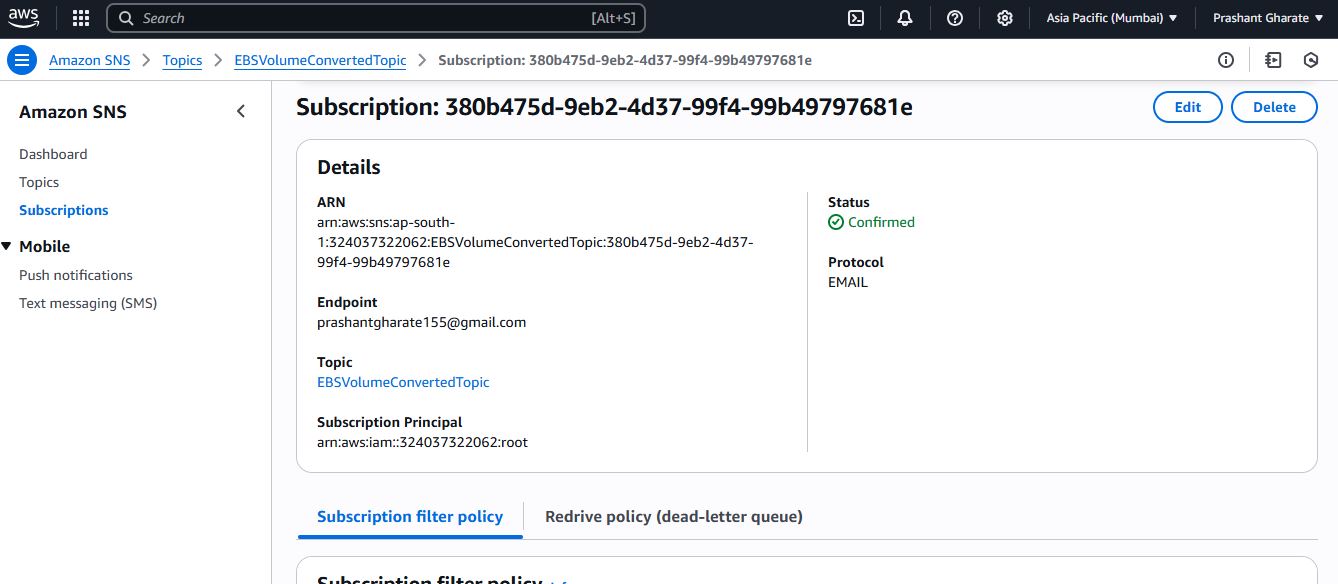 aws
Search [Alt+S]
Asia Pacific (Mumbai)
Prashant Gharate
Amazon SNS
Topics
EBSVolumeConvertedTopic
Subscription: 380b475d-9eb2-4d37-99f4-99b49797681e
Amazon SNS
Dashboard
Topics
Subscriptions
Mobile
Push notifications
Text messaging (SMS)
Subscription: 380b475d-9eb2-4d37-99f4-99b49797681e
Edit
Delete
Details
ARN
arn:aws:sns:ap-south-
1:324037322062:EBSVolumeConvertedTopic:380b475d-9eb2-4d37-
99f4-99b49797681e
Endpoint
prashantgharate155@gmail.com
Topic
EBSVolumeConvertedTopic
Subscription Principal
arn:aws:iam::324037322062:root
Status
Confirmed
Protocol
EMAIL
Subscription filter policy
Redrive policy (dead-letter queue)
Subscription filter policy